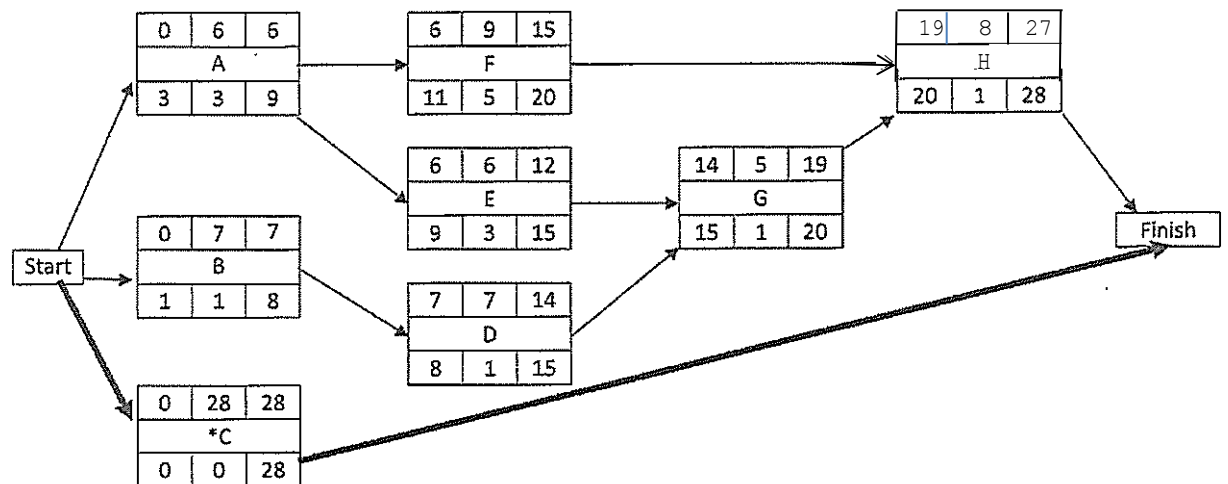 0 6 6
A
3 3 9
6 9 15
F
11 5 20
19 8 27
H
20 1 28
6 6 12
E
9 3 15
14 5 19
G
15 1 20
Start
0 7 7
B
1 1 8
7 7 14
D
8 1 15
Finish
0 28 28
*C
0 0 28